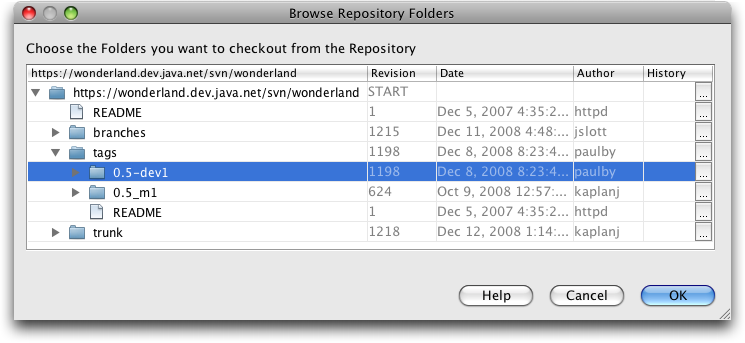 Browse Repository Folders
Choose the Folders you want to checkout from the Repository
https://wonderland.dev.java.net/svn/wonderland Revision Date Author History
https://wonderland.dev.java.net/svn/wonderland START ...
README 1 Dec 5, 2007 4:35:2... httpd ...
branches 1215 Dec 11, 2008 4:48:... jslott ...
tags 1198 Dec 8, 2008 8:23:4... paulby ...
0.5-dev1 1198 Dec 8, 2008 8:23:4... paulby ...
0.5_m1 624 Oct 9, 2008 12:57:... kaplanj ...
README 1 Dec 5, 2007 4:35:2... httpd ...
trunk 1218 Dec 12, 2008 1:14:... kaplanj ...
Help Cancel OK